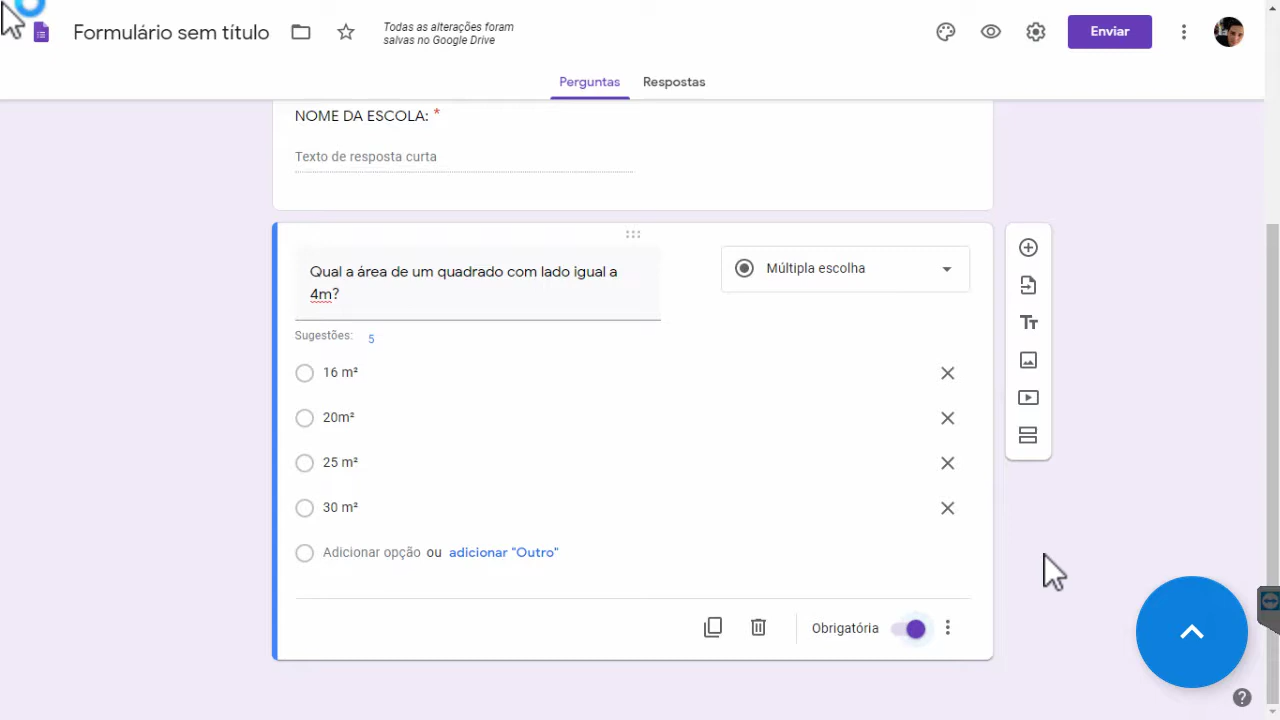 Formulário sem título
Todas as alterações foram
salvas no Google Drive
Enviar
Perguntas
Respostas
NOME DA ESCOLA: *
Texto de resposta curta
Qual a área de um quadrado com lado igual a
4m?
Múltipla escolha
Sugestões: 5
16 m²
20m²
25 m²
30 m²
Adicionar opção ou adicionar "Outro"
Obrigatória